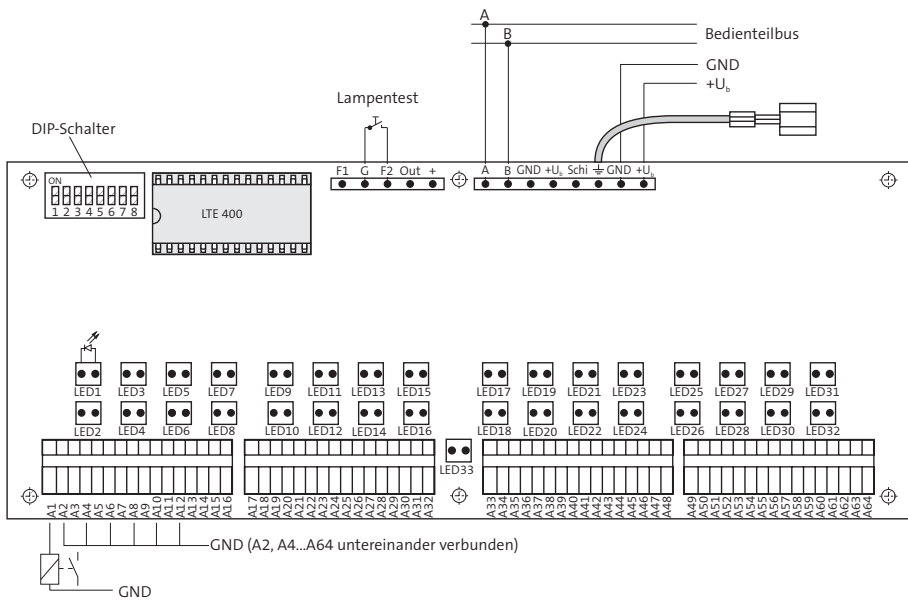 A
B
Bedienteilbus
GND
+Ub
Lampentest
DIP-Schalter
F1 G F2 Out +
A B GND +Ub Schi GND +Ub
ON
1 2 3 4 5 6 7 8
LTE 400
LED1 LED3 LED5 LED7 LED9 LED11 LED13 LED15 LED17 LED19 LED21 LED23 LED25 LED27 LED29 LED31
LED2 LED4 LED6 LED8 LED10 LED12 LED14 LED16 LED18 LED20 LED22 LED24 LED26 LED28 LED30 LED32
LED33
A1 A2 A3 A4 A5 A6 A7 A8 A9 A10 A11 A12 A13 A14 A15 A16 A17 A18 A19 A20 A21 A22 A23 A24 A25 A26 A27 A28 A29 A30 A31 A32 A33 A34 A35 A36 A37 A38 A39 A40 A41 A42 A43 A44 A45 A46 A47 A48 A49 A50 A51 A52 A53 A54 A55 A56 A57 A58 A59 A60 A61 A62 A63 A64
GND (A2, A4...A64 untereinander verbunden)
GND